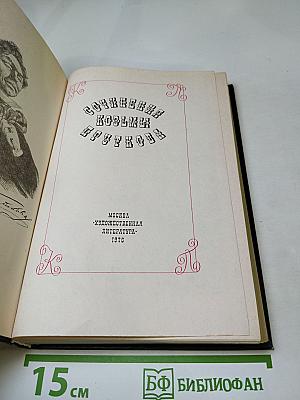 К П
СОЧИНЕНИЯ
КОЗЬМЫ
ПРУТКОВА
МОСКВА
«ХУДОЖЕСТВЕННАЯ
ЛИТЕРАТУРА»
1976
К П
15 см
БФ БИБЛИОФАН